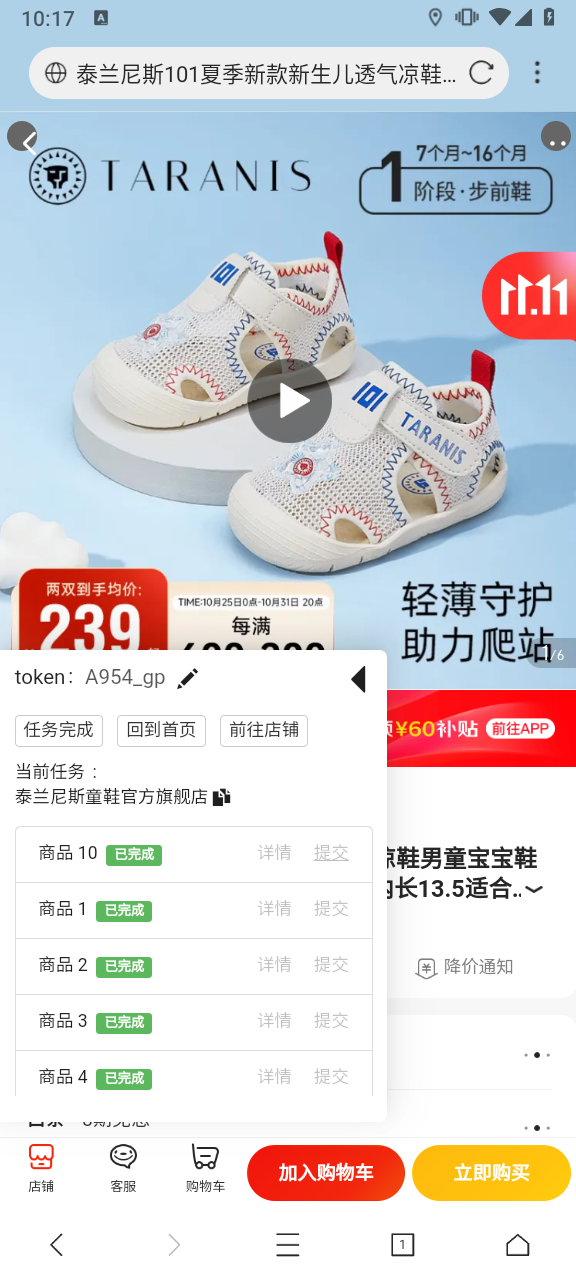 10:17
A
泰兰尼斯101夏季新款新生儿透气凉鞋...
TARANIS
1
7个月~16个月
阶段·步前鞋
11.11
101
101
TARANIS
两双到手均价:
239
TIME:10月25日0点-10月31日 20点
每满
轻薄守护
助力爬站
1/6
token: A954_gp
¥60补贴
前往APP
任务完成
回到首页
前往店铺
当前任务：
泰兰尼斯童鞋官方旗舰店
商品 10
已完成
详情
提交
凉鞋男童宝宝鞋
内长13.5适合..
商品 1
已完成
详情
提交
商品 2
已完成
详情
提交
降价通知
商品 3
已完成
详情
提交
商品 4
已完成
详情
提交
店铺
客服
购物车
加入购物车
立即购买
1